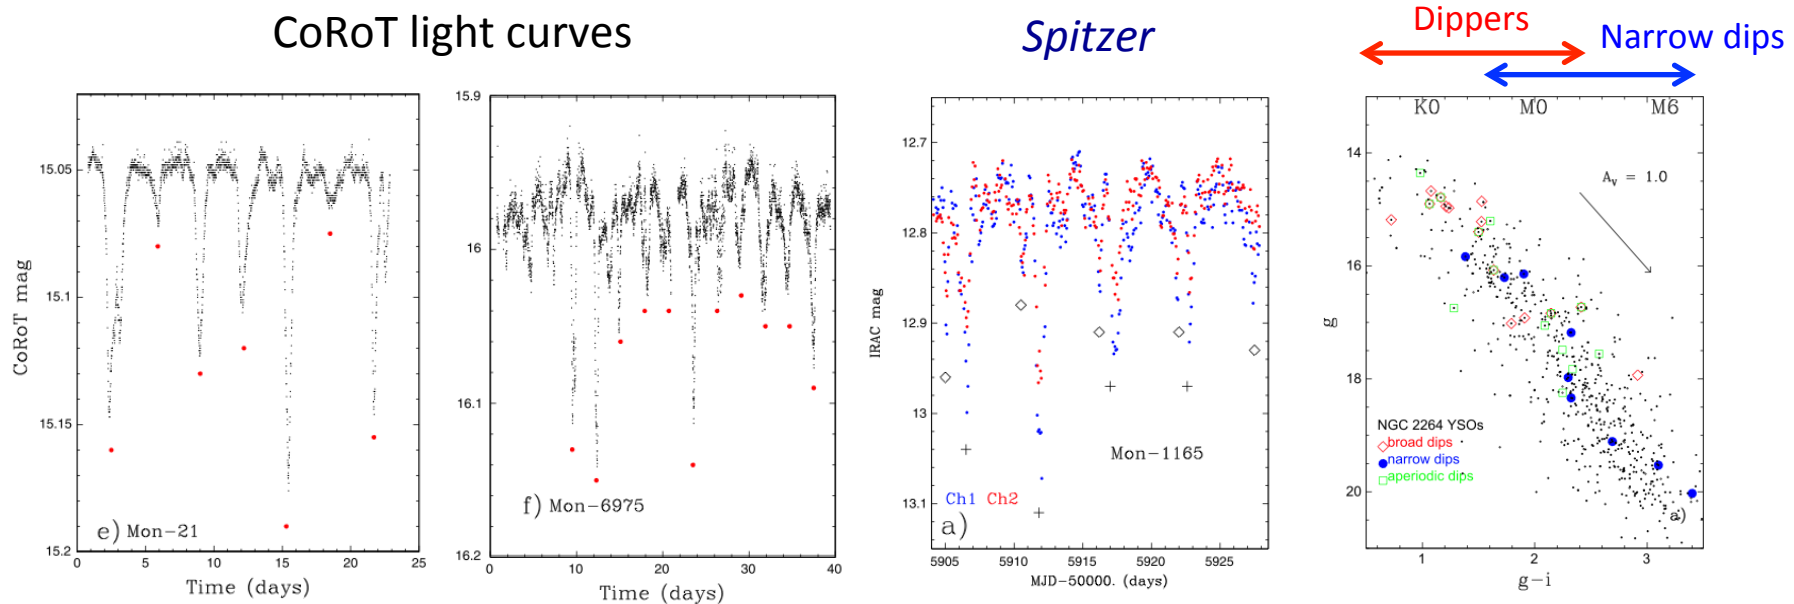 CoRoT light curves
Spitzer
Dippers
Narrow dips
15.05
15.1
15.15
15.2
CoRoT mag
0 5 10 15 20 25
Time (days)
e) Mon-21
15.9
16
16.1
16.2
0 10 20 30 40
Time (days)
f) Mon-6975
12.7
12.8
12.9
13
13.1
IRAC mag
Mon-1165
Ch1 Ch2
a)
5905 5910 5915 5920 5925
MJD-50000. (days)
K0 M0 M6
14
16
18
20
g
A_V = 1.0
NGC 2264 YSOs
broad dips
narrow dips
aperiodic dips
a)
1 2 3
g-i